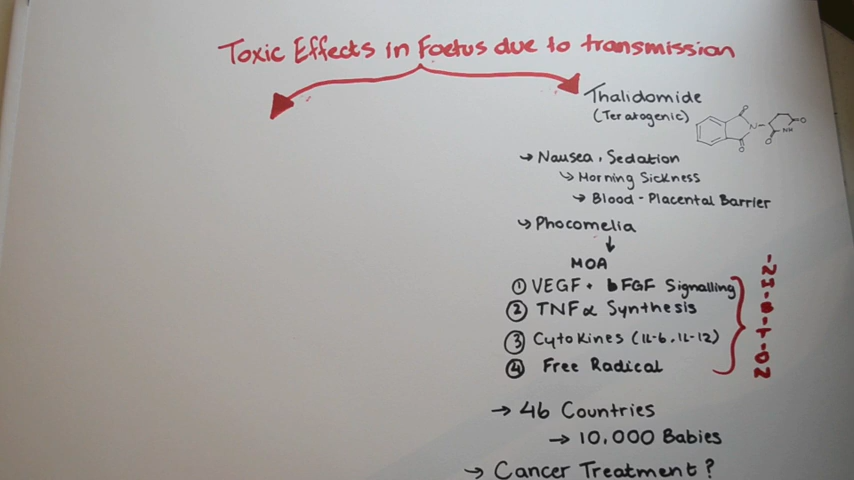 Toxic Effects in Foetus due to transmission
Thalidomide
(Teratogenic)
→ Nausea, Sedation
↳ Morning Sickness
→ Blood - Placental Barrier
↳ Phocomelia
↓
MOA
① VEGF + bFGF Signalling
② TNF α Synthesis
③ Cytokines (IL-6, IL-12)
④ Free Radical
INHIBITION
→ 46 Countries
→ 10,000 Babies
→ Cancer Treatment?
O
N
O
O
NH
O